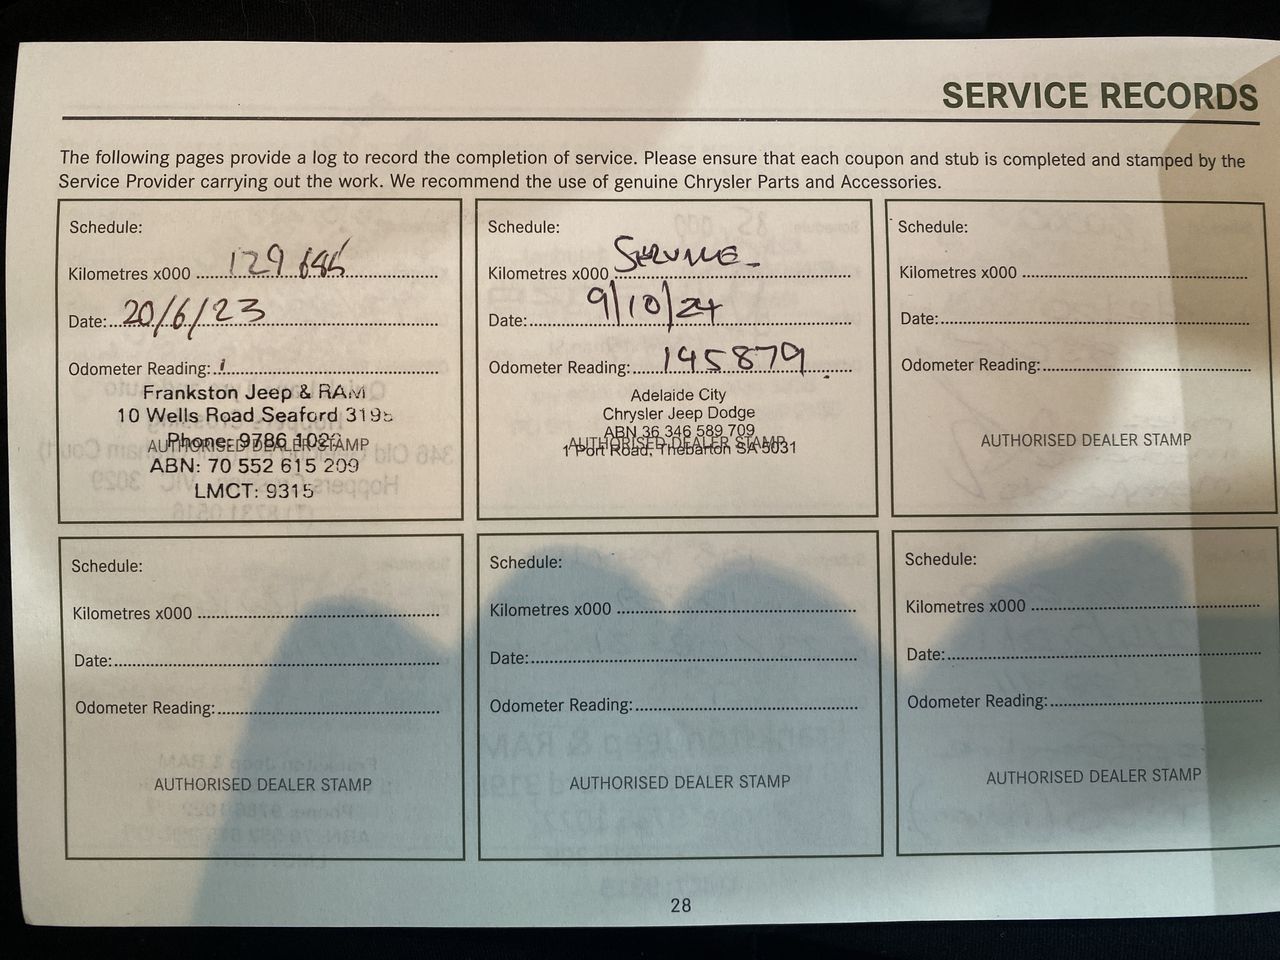 SERVICE RECORDS
The following pages provide a log to record the completion of service. Please ensure that each coupon and stub is completed and stamped by the
Service Provider carrying out the work. We recommend the use of genuine Chrysler Parts and Accessories.
Schedule:
Kilometres x000 129
Date: 20/6/23
Odometer Reading:
Frankston Jeep & RAM
10 Wells Road Seaford
Phone: 9786
AUTHORISED DEALER STAMP
ABN: 70 552 615 209
LMCT: 9315
Schedule:
Kilometres x000 SERVICE
Date: 9/10/24
Odometer Reading: 145879
Adelaide City
Chrysler Jeep Dodge
ABN 36 346 589 709
AUTHORISED DEALER STAMP
1 Port Road, Thebarton SA 5031
Schedule:
Kilometres x000
Date:
Odometer Reading:
AUTHORISED DEALER STAMP
Schedule:
Kilometres x000
Date:
Odometer Reading:
AUTHORISED DEALER STAMP
Schedule:
Kilometres x000
Date:
Odometer Reading:
AUTHORISED DEALER STAMP
Schedule:
Kilometres x000
Date:
Odometer Reading:
AUTHORISED DEALER STAMP
28